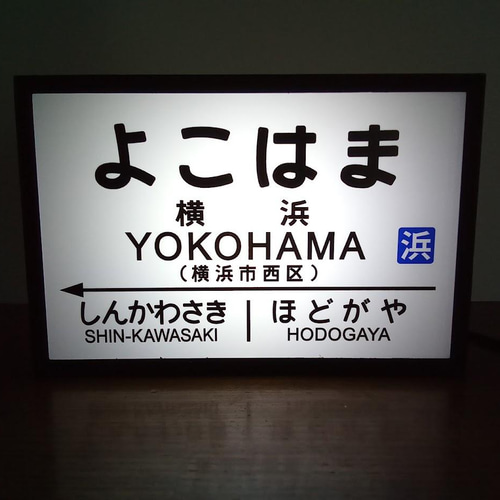 よこはま
横浜
YOKOHAMA
浜
(横浜市西区)
しんかわさき ほどがや
SHIN-KAWASAKI HODOGAYA